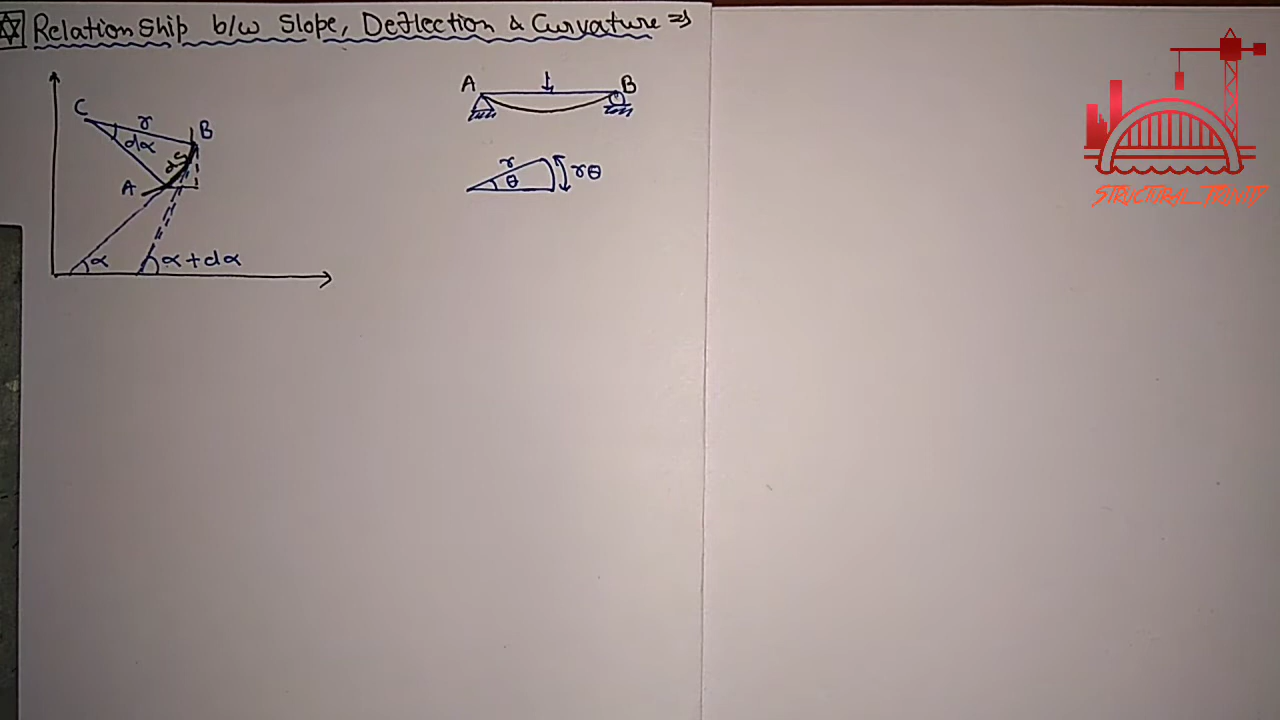 Relationship b/w Slope, Deflection & Curvature ⇒
C
r
dα
B
ds
A
α
α+dα
A
B
r
θ
rθ
STRUCTURAL_TRINITY